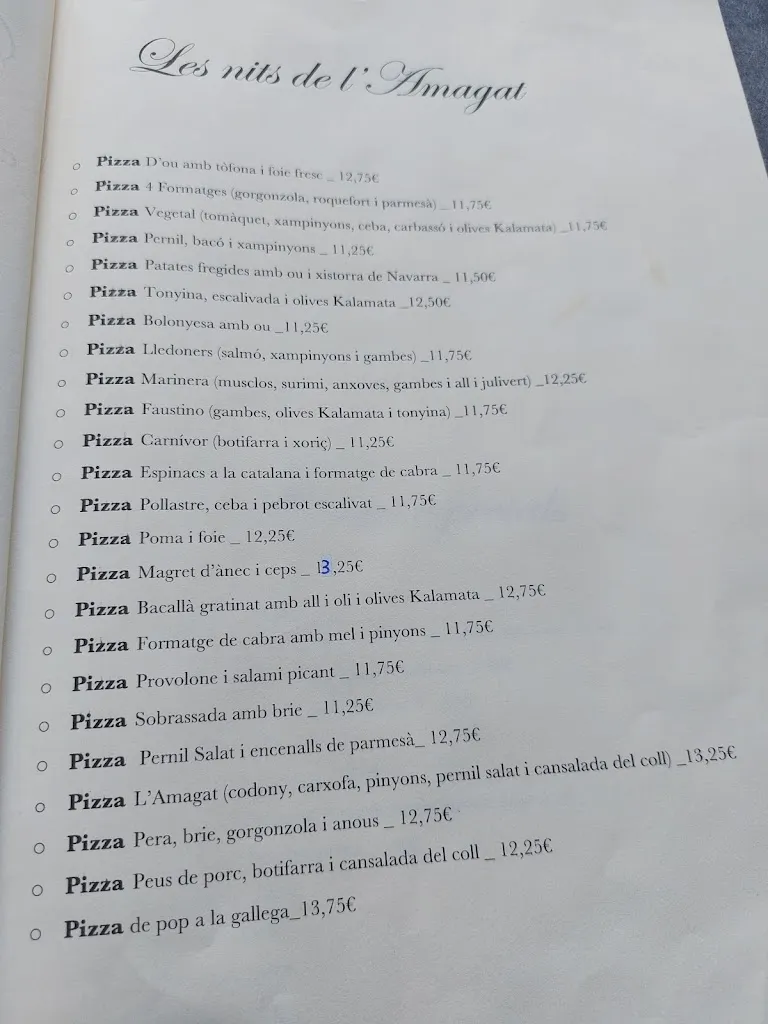 Les nits de l'Amagat
Pizza D'ou amb tòfona i foie fresc _ 12,75€
Pizza 4 Formatges (gorgonzola, roquefort i parmesà) _ 11,75€
Pizza Vegetal (tomàquet, xampinyons, ceba, carbassó i olives Kalamata) _11,75€
Pizza Pernil, bacó i xampinyons _ 11,25€
Pizza Patates fregides amb ou i xistorra de Navarra _ 11,50€
Pizza Tonyina, escalivada i olives Kalamata _12,50€
Pizza Bolonyesa amb ou _11,25€
Pizza Lledoners (salmó, xampinyons i gambes) _11,75€
Pizza Marinera (musclos, surimi, anxoves, gambes i all i julivert) _12,25€
Pizza Faustino (gambes, olives Kalamata i tonyina) _11,75€
Pizza Carnívor (botifarra i xoriç) _ 11,25€
Pizza Espinacs a la catalana i formatge de cabra _ 11,75€
Pizza Pollastre, ceba i pebrot escalivat _ 11,75€
Pizza Poma i foie _ 12,25€
Pizza Magret d'ànec i ceps _ 13,25€
Pizza Bacallà gratinat amb all i oli i olives Kalamata _ 12,75€
Pizza Formatge de cabra amb mel i pinyons _ 11,75€
Pizza Provolone i salami picant _ 11,75€
Pizza Sobrassada amb brie _ 11,25€
Pizza Pernil Salat i encenalls de parmesà_ 12,75€
Pizza L'Amagat (codony, carxofa, pinyons, pernil salat i cansalada del coll) _13,25€
Pizza Pera, brie, gorgonzola i anous _ 12,75€
Pizza Peus de porc, botifarra i cansalada del coll _ 12,25€
Pizza de pop a la gallega_13,75€